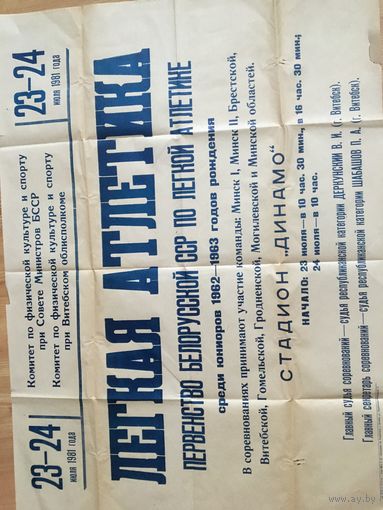 23—24
июля 1981 года
Комитет по физической культуре и спорту
при Совете Министров БССР
Комитет по физической культуре и спорту
при Витебском облисполкоме
23—24
июля 1981 года
ЛЕГКАЯ АТЛЕТИКА
ПЕРВЕНСТВО БЕЛОРУССКОЙ ССР ПО ЛЕГКОЙ АТЛЕТИКЕ
среди юниоров 1962—1963 годов рождения
В соревнованиях принимают участие команды: Минск I, Минск II, Брестской,
Витебской, Гомельской, Гродненской, Могилевской и Минской областей.
СТАДИОН „ДИНАМО“
НАЧАЛО: 23 июля—в 10 час. 30 мин., в 16 час. 30 мин.;
24 июля—в 10 час.
Главный судья соревнований—судья республиканской категории ДЕРКУНСКИЙ В. И. (г. Витебск).
Главный секретарь соревнований—судья республиканской категории ШАБАШОВ П. А. (г. Витебск).
www.ay.by